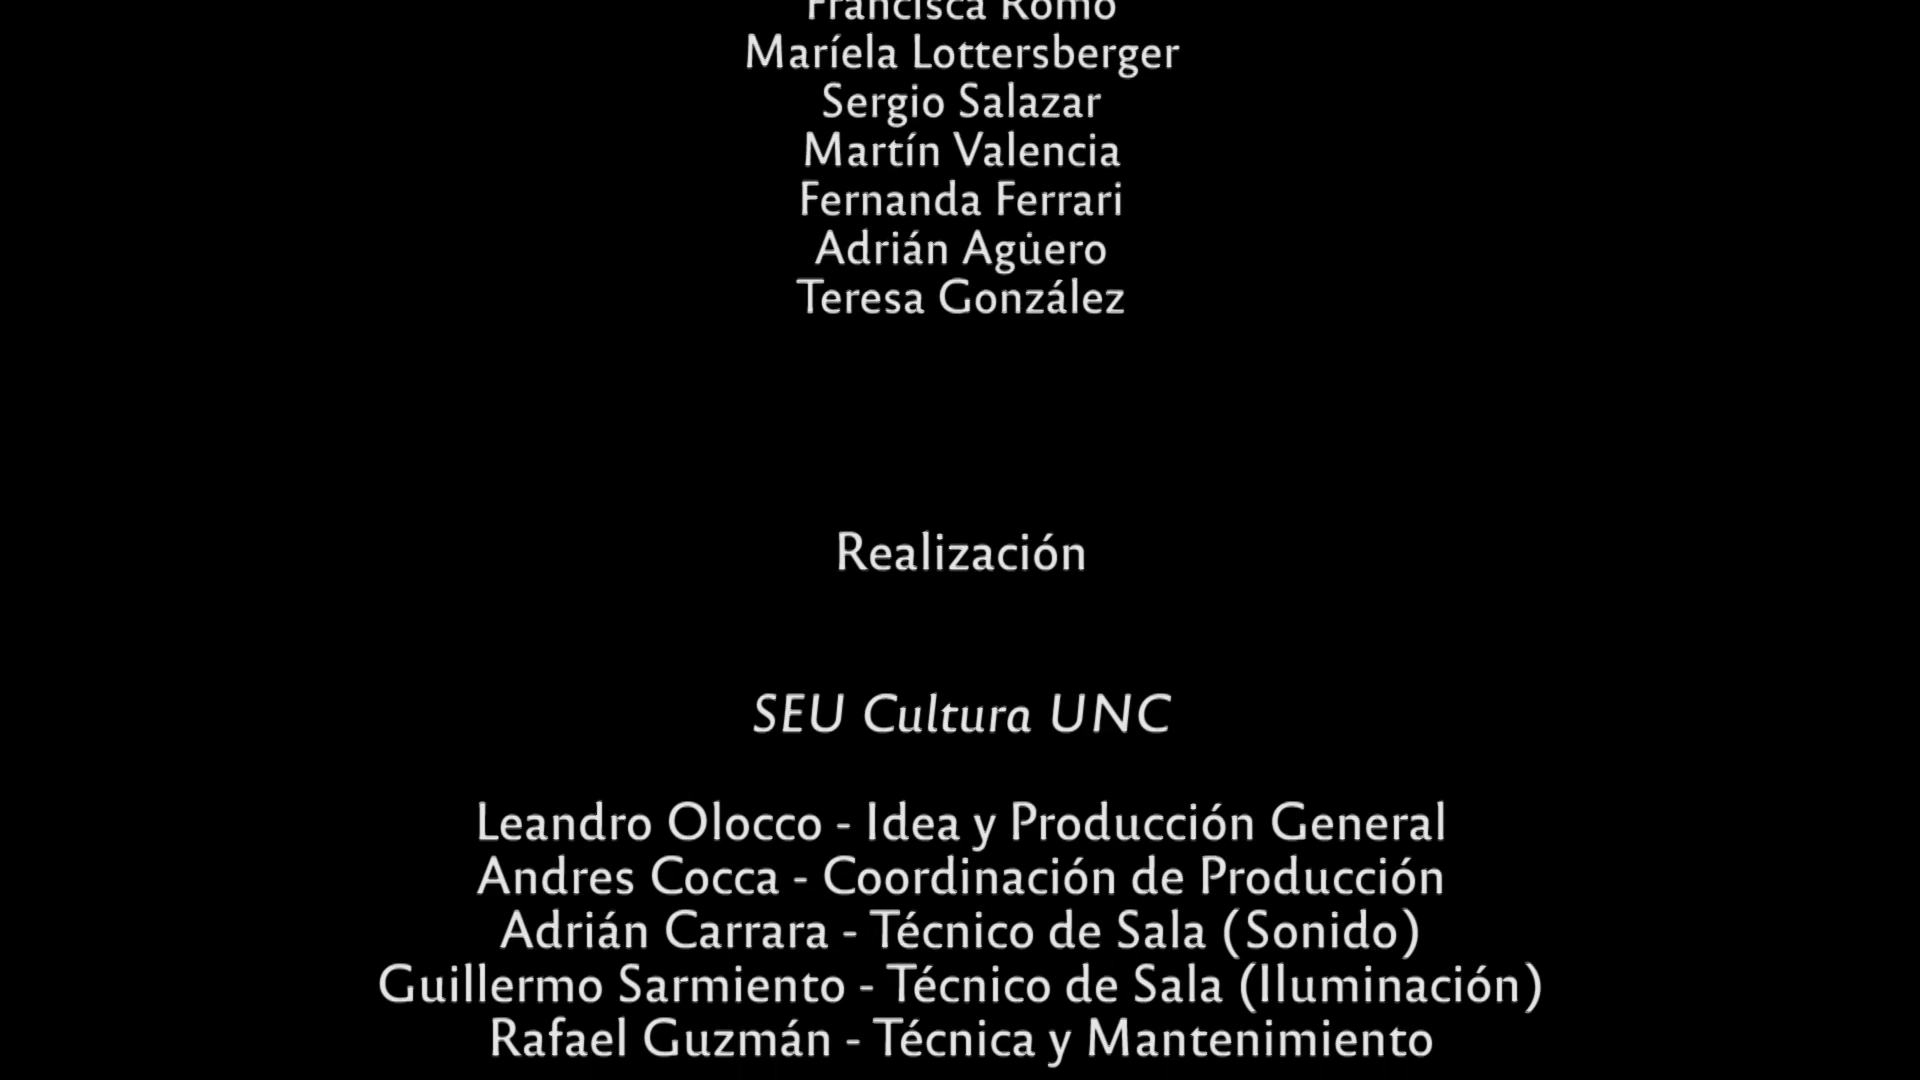 Francisca Romo
Maríela Lottersberger
Sergio Salazar
Martín Valencia
Fernanda Ferrari
Adrián Agüero
Teresa González
Realización
SEU Cultura UNC
Leandro Olocco - Idea y Producción General
Andres Cocca - Coordinación de Producción
Adrián Carrara - Técnico de Sala (Sonido)
Guillermo Sarmiento - Técnico de Sala (Iluminación)
Rafael Guzmán - Técnica y Mantenimiento